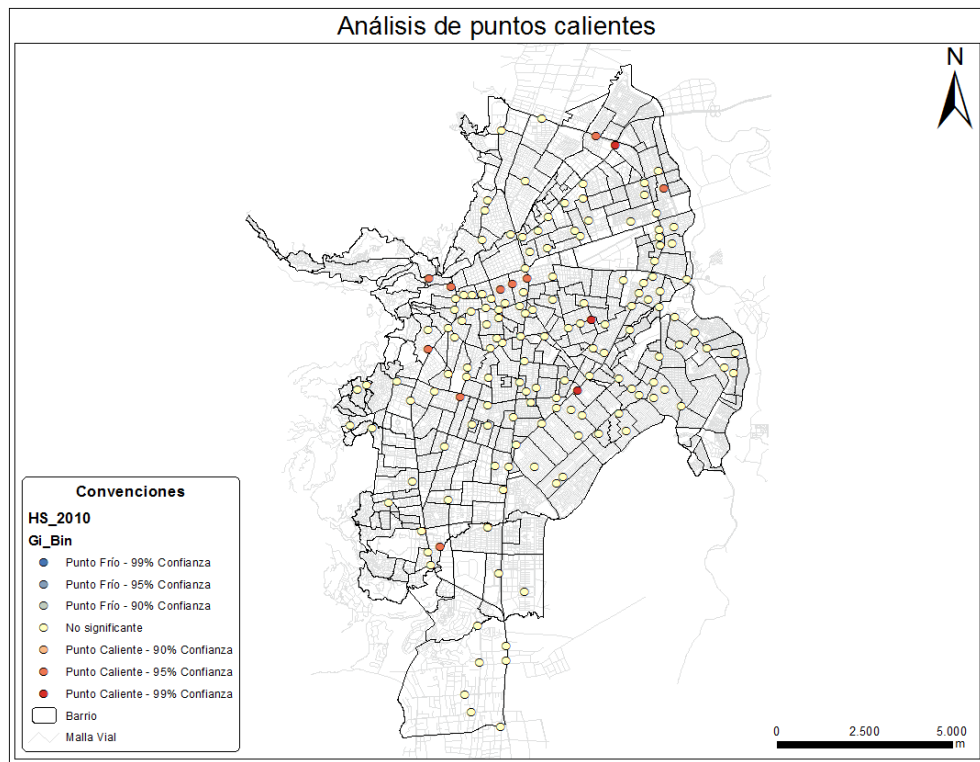 Análisis de puntos calientes
N
Convenciones
HS_2010
Gi_Bin
Punto Frío - 99% Confianza
Punto Frío - 95% Confianza
Punto Frío - 90% Confianza
No significante
Punto Caliente - 90% Confianza
Punto Caliente - 95% Confianza
Punto Caliente - 99% Confianza
Barrio
Malla Vial
0 2.500 5.000
m